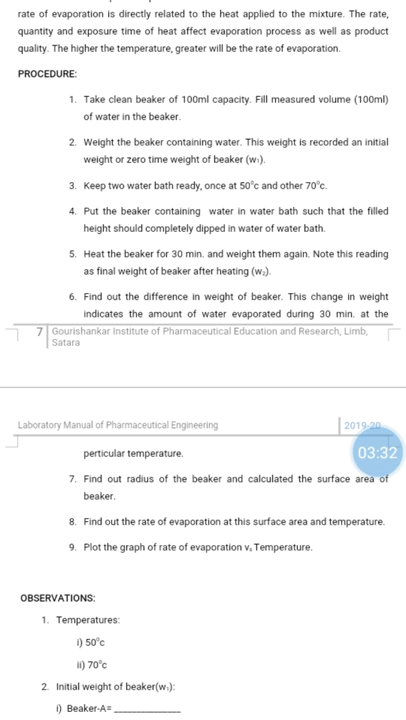 rate of evaporation is directly related to the heat applied to the mixture. The rate,
quantity and exposure time of heat affect evaporation process as well as product
quality. The higher the temperature, greater will be the rate of evaporation.
PROCEDURE:
1. Take clean beaker of 100ml capacity. Fill measured volume (100ml)
of water in the beaker.
2. Weight the beaker containing water. This weight is recorded an initial
weight or zero time weight of beaker (w₁).
3. Keep two water bath ready, once at 50°c and other 70°c.
4. Put the beaker containing water in water bath such that the filled
height should completely dipped in water of water bath.
5. Heat the beaker for 30 min. and weight them again. Note this reading
as final weight of beaker after heating (w₂).
6. Find out the difference in weight of beaker. This change in weight
indicates the amount of water evaporated during 30 min. at the
7 Gourishankar Institute of Pharmaceutical Education and Research, Limb,
Satara
Laboratory Manual of Pharmaceutical Engineering 2019-20
03:32
perticular temperature.
7. Find out radius of the beaker and calculated the surface area of
beaker.
8. Find out the rate of evaporation at this surface area and temperature.
9. Plot the graph of rate of evaporation vₛ Temperature.
OBSERVATIONS:
1. Temperatures:
i) 50°c
ii) 70°c
2. Initial weight of beaker(w₁):
i) Beaker-A= ______________